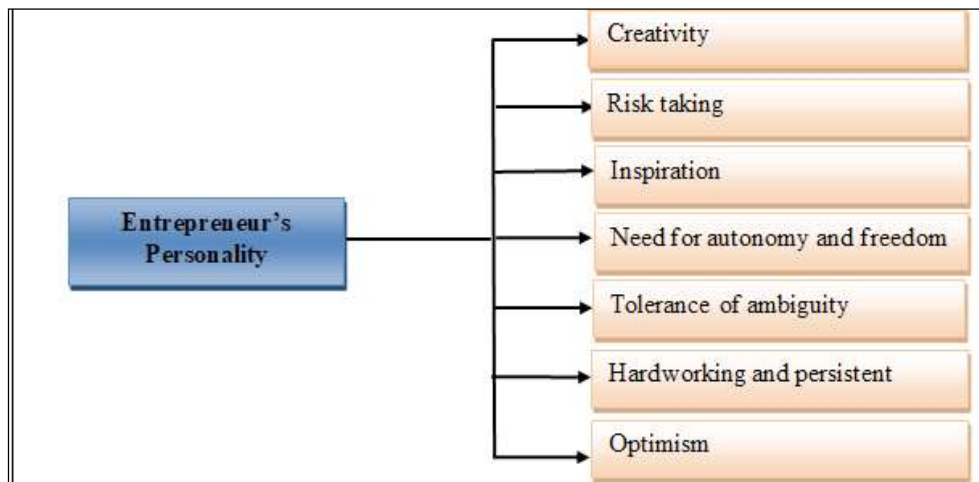 Creativity
Risk taking
Inspiration
Entrepreneur's
Personality
Need for autonomy and freedom
Tolerance of ambiguity
Hardworking and persistent
Optimism